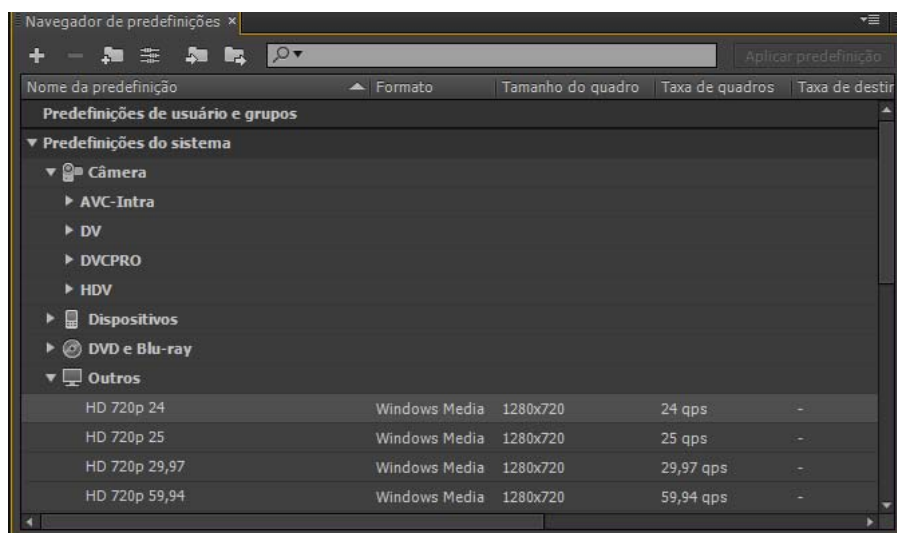 Navegador de predefinições ×
Aplicar predefinição
Nome da predefinição Formato Tamanho do quadro Taxa de quadros Taxa de destir
Predefinições de usuário e grupos
Predefinições do sistema
Câmera
AVC-Intra
DV
DVCPRO
HDV
Dispositivos
DVD e Blu-ray
Outros
HD 720p 24 Windows Media 1280x720 24 qps -
HD 720p 25 Windows Media 1280x720 25 qps -
HD 720p 29,97 Windows Media 1280x720 29,97 qps -
HD 720p 59,94 Windows Media 1280x720 59,94 qps -